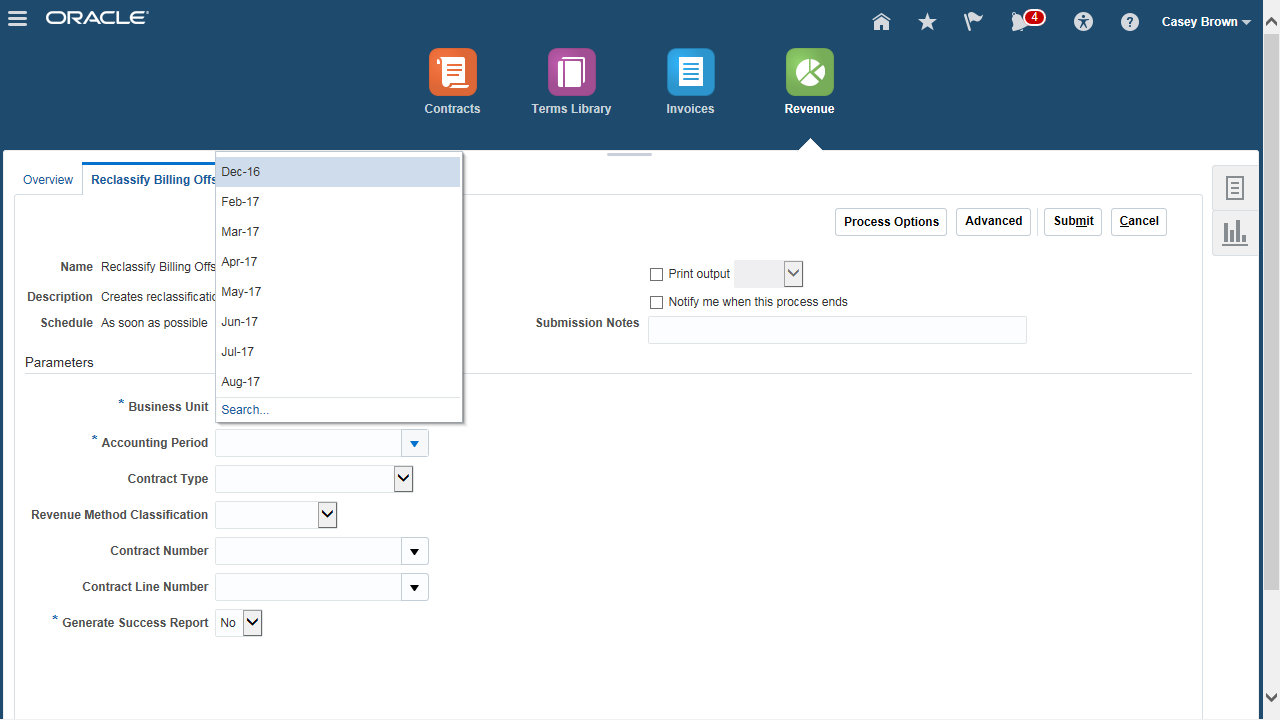 ORACLE
4
Casey Brown
Contracts
Terms Library
Invoices
Revenue
Overview
Reclassify Billing Offs
Dec-16
Feb-17
Mar-17
Apr-17
May-17
Jun-17
Jul-17
Aug-17
Search...
Process Options
Advanced
Submit
Cancel
Name Reclassify Billing Offs
Description Creates reclassificatio
Schedule As soon as possible
Print output
Notify me when this process ends
Submission Notes
Parameters
* Business Unit
* Accounting Period
Contract Type
Revenue Method Classification
Contract Number
Contract Line Number
* Generate Success Report No